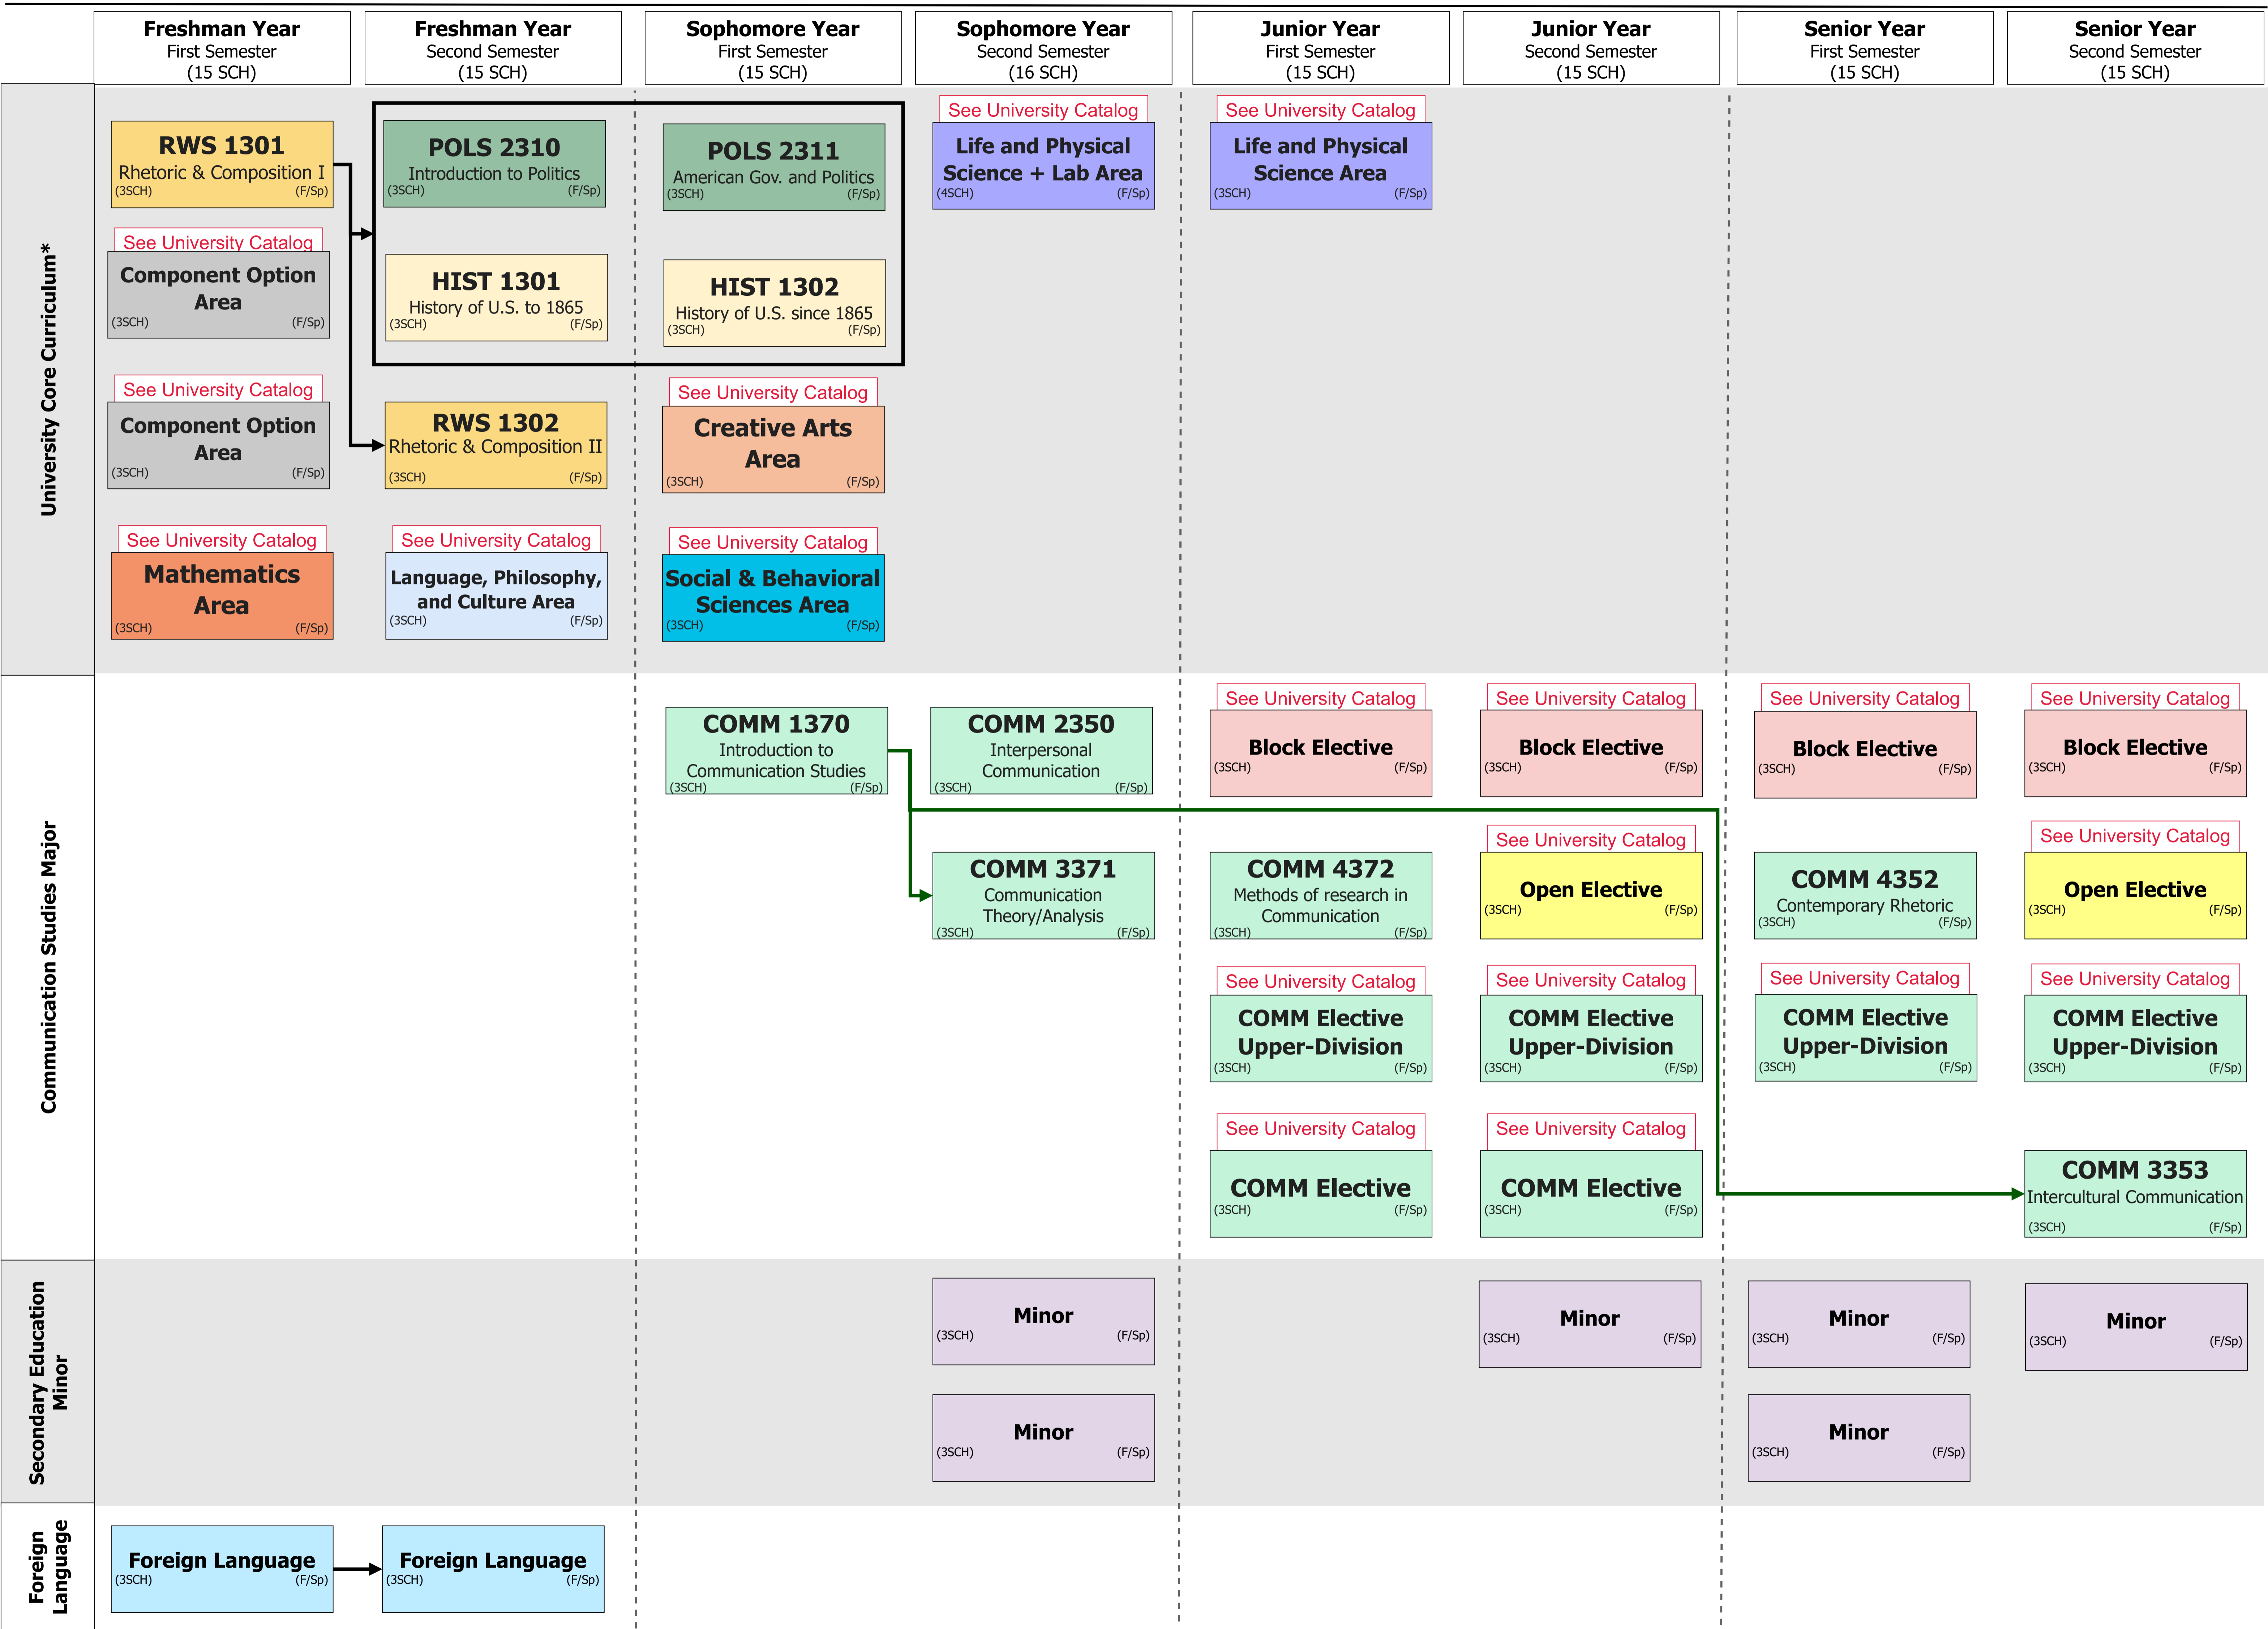 Freshman Year
First Semester
(15 SCH)
Freshman Year
Second Semester
(15 SCH)
Sophomore Year
First Semester
(15 SCH)
Sophomore Year
Second Semester
(16 SCH)
Junior Year
First Semester
(15 SCH)
Junior Year
Second Semester
(15 SCH)
Senior Year
First Semester
(15 SCH)
Senior Year
Second Semester
(15 SCH)
University Core Curriculum*
RWS 1301
Rhetoric & Composition I
(3SCH) (F/Sp)
See University Catalog
Component Option
Area
(3SCH) (F/Sp)
See University Catalog
Component Option
Area
(3SCH) (F/Sp)
See University Catalog
Mathematics
Area
(3SCH) (F/Sp)
POLS 2310
Introduction to Politics
(3SCH) (F/Sp)
HIST 1301
History of U.S. to 1865
(3SCH) (F/Sp)
RWS 1302
Rhetoric & Composition II
(3SCH) (F/Sp)
See University Catalog
Language, Philosophy,
and Culture Area
(3SCH) (F/Sp)
POLS 2311
American Gov. and Politics
(3SCH) (F/Sp)
HIST 1302
History of U.S. since 1865
(3SCH) (F/Sp)
See University Catalog
Creative Arts
Area
(3SCH) (F/Sp)
See University Catalog
Social & Behavioral
Sciences Area
(3SCH) (F/Sp)
See University Catalog
Life and Physical
Science + Lab Area
(4SCH) (F/Sp)
See University Catalog
Life and Physical
Science Area
(3SCH) (F/Sp)
Communication Studies Major
COMM 1370
Introduction to
Communication Studies
(3SCH) (F/Sp)
COMM 2350
Interpersonal
Communication
(3SCH) (F/Sp)
COMM 3371
Communication
Theory/Analysis
(3SCH) (F/Sp)
See University Catalog
Block Elective
(3SCH) (F/Sp)
COMM 4372
Methods of research in
Communication
(3SCH) (F/Sp)
See University Catalog
COMM Elective
Upper-Division
(3SCH) (F/Sp)
See University Catalog
COMM Elective
(3SCH) (F/Sp)
See University Catalog
Block Elective
(3SCH) (F/Sp)
See University Catalog
Open Elective
(3SCH) (F/Sp)
See University Catalog
COMM Elective
Upper-Division
(3SCH) (F/Sp)
See University Catalog
COMM Elective
(3SCH) (F/Sp)
See University Catalog
Block Elective
(3SCH) (F/Sp)
COMM 4352
Contemporary Rhetoric
(3SCH) (F/Sp)
See University Catalog
COMM Elective
Upper-Division
(3SCH) (F/Sp)
See University Catalog
Block Elective
(3SCH) (F/Sp)
See University Catalog
Open Elective
(3SCH) (F/Sp)
See University Catalog
COMM Elective
Upper-Division
(3SCH) (F/Sp)
COMM 3353
Intercultural Communication
(3SCH) (F/Sp)
Secondary Education
Minor
Minor
(3SCH) (F/Sp)
Minor
(3SCH) (F/Sp)
Minor
(3SCH) (F/Sp)
Minor
(3SCH) (F/Sp)
Minor
(3SCH) (F/Sp)
Minor
(3SCH) (F/Sp)
Foreign
Language
Foreign Language
(3SCH) (F/Sp)
Foreign Language
(3SCH) (F/Sp)